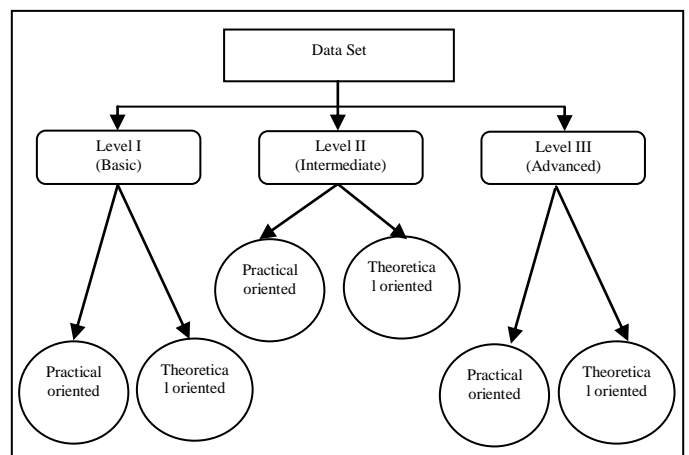 Data Set
Level I
(Basic)
Level II
(Intermediate)
Level III
(Advanced)
Practical
oriented
Theoretica
l oriented
Practical
oriented
Theoretica
l oriented
Practical
oriented
Theoretica
l oriented